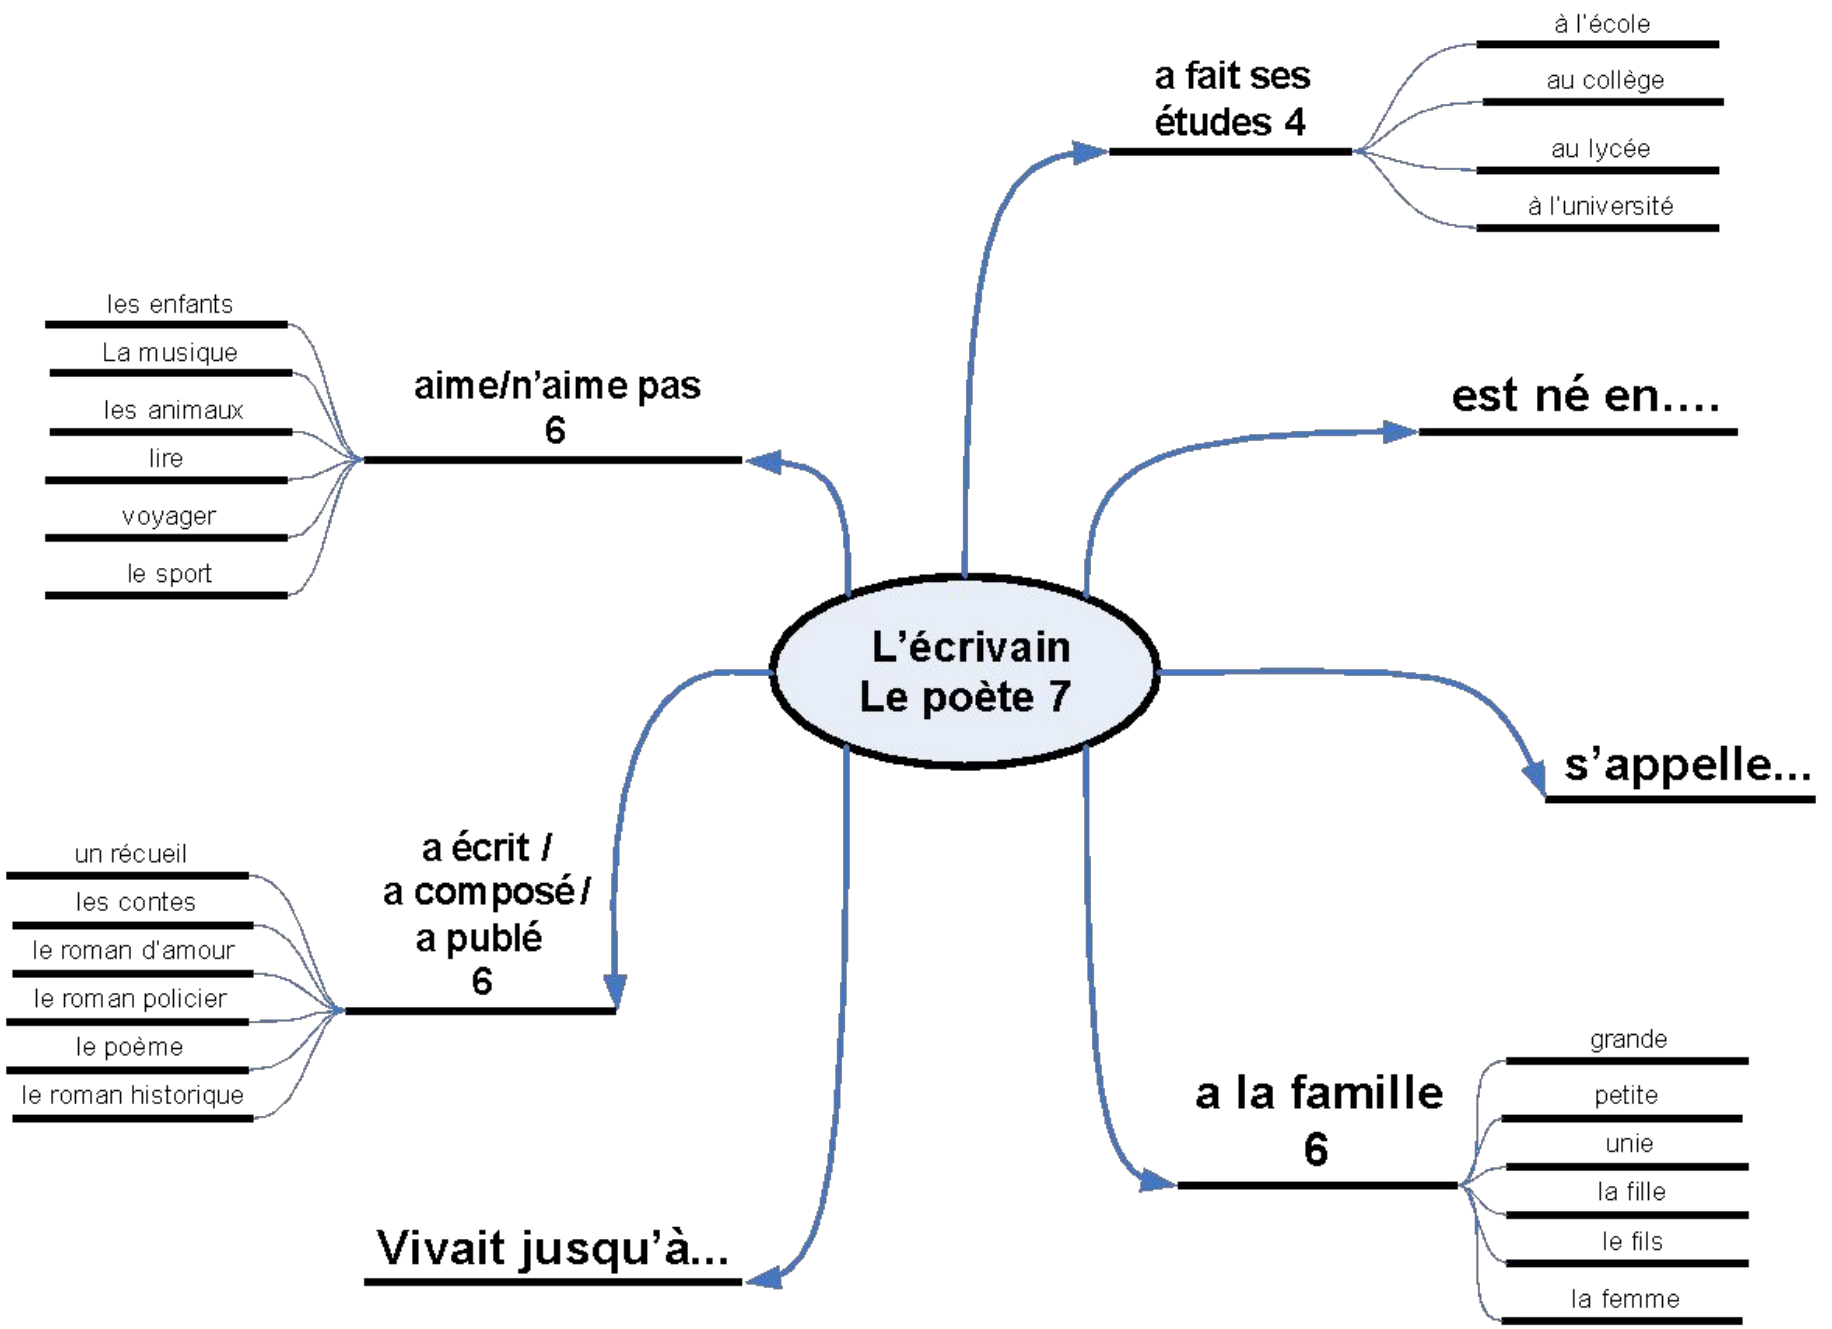 à l'école
a fait ses
études 4
au collège
au lycée
à l'université
les enfants
La musique
les animaux
lire
voyager
le sport
aime/n'aime pas
6
est né en....
L'écrivain
Le poète 7
s'appelle...
a écrit /
a composé/
a publé
6
un récueil
les contes
le roman d'amour
le roman policier
le poème
le roman historique
a la famille
6
grande
petite
unie
la fille
le fils
la femme
Vivait jusqu'à...